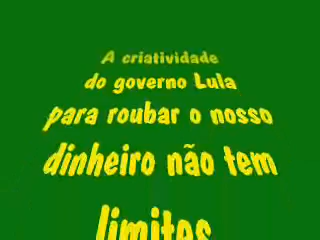 A criatividade
do governo Lula
para roubar o nosso
dinheiro não tem
limites